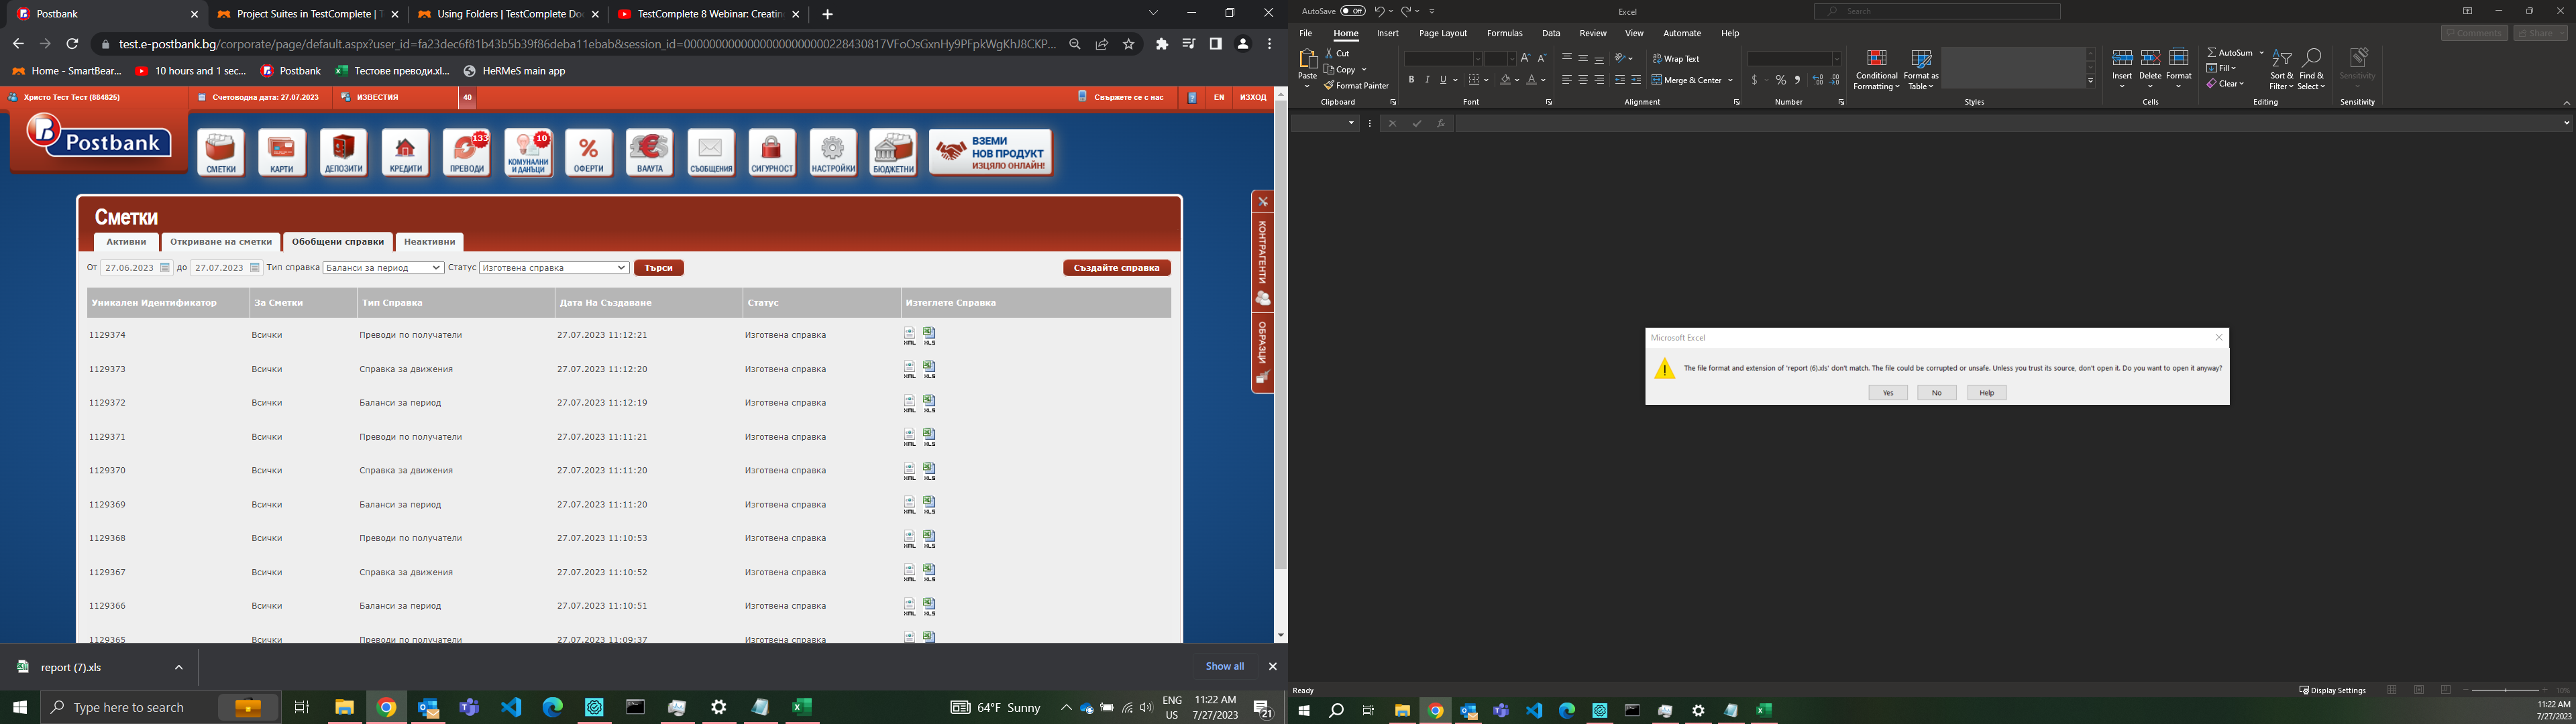 Postbank
Project Suites in TestComplete | T
Using Folders | TestComplete Doc
TestComplete 8 Webinar: Creating
test.e-postbank.bg/corporate/page/default.aspx?user_id=fa23dec6f81b43b5b39f86deba11ebab&session_id=
Home - SmartBear...
10 hours and 1 sec...
Postbank
Тестове преводи.xl...
HeRMeS main app
Христо Тест Тест (884825)
Счетоводна дата: 27.07.2023
ИЗВЕСТИЯ
40
Свържете се с нас
EN
ИЗХОД
Postbank
СМЕТКИ
КАРТИ
ДЕПОЗИТИ
КРЕДИТИ
133
ПРЕВОДИ
10
КОМУНАЛНИ И ДАНЪЦИ
ОФЕРТИ
ВАЛУТА
СЪОБЩЕНИЯ
СИГУРНОСТ
НАСТРОЙКИ
БЮДЖЕТНИ
ВЗЕМИ
НОВ ПРОДУКТ
ИЗЦЯЛО ОНЛАЙН!
Сметки
Активни
Откриване на сметки
Обобщени справки
Неактивни
От 27.06.2023 до 27.07.2023 Тип справка Баланси за период Статус Изготвена справка Търси
Създайте справка
КОНТРАГЕНТИ
ОБРАЗЦИ
Уникален Идентификатор За Сметки Тип Справка Дата На Създаване Статус Изтеглете Справка
1129374 Всички Преводи по получатели 27.07.2023 11:12:21 Изготвена справка XML XLS
1129373 Всички Справка за движения 27.07.2023 11:12:20 Изготвена справка XML XLS
1129372 Всички Баланси за период 27.07.2023 11:12:19 Изготвена справка XML XLS
1129371 Всички Преводи по получатели 27.07.2023 11:11:21 Изготвена справка XML XLS
1129370 Всички Справка за движения 27.07.2023 11:11:20 Изготвена справка XML XLS
1129369 Всички Баланси за период 27.07.2023 11:11:20 Изготвена справка XML XLS
1129368 Всички Преводи по получатели 27.07.2023 11:10:53 Изготвена справка XML XLS
1129367 Всички Справка за движения 27.07.2023 11:10:52 Изготвена справка XML XLS
1129366 Всички Баланси за период 27.07.2023 11:10:51 Изготвена справка XML XLS
1129365 Всички Преводи по получатели 27.07.2023 11:09:37 Изготвена справка
report (7).xls
Show all
Type here to search
64°F Sunny
ENG
US
11:22 AM
7/27/2023
21
AutoSave Off
Excel
Search
File Home Insert Page Layout Formulas Data Review View Automate Help
Comments
Share
Paste
Cut
Copy
Format Painter
Clipboard
B I U
Font
Wrap Text
Merge & Center
Alignment
Number
Conditional Formatting
Format as Table
Styles
Insert
Delete
Format
Cells
AutoSum
Fill
Clear
Sort & Filter
Find & Select
Editing
Sensitivity
Sensitivity
Microsoft Excel
The file format and extension of 'report (6).xls' don't match. The file could be corrupted or unsafe. Unless you trust its source, don't open it. Do you want to open it anyway?
Yes
No
Help
Ready
Display Settings
10%
11:22 AM
7/27/2023